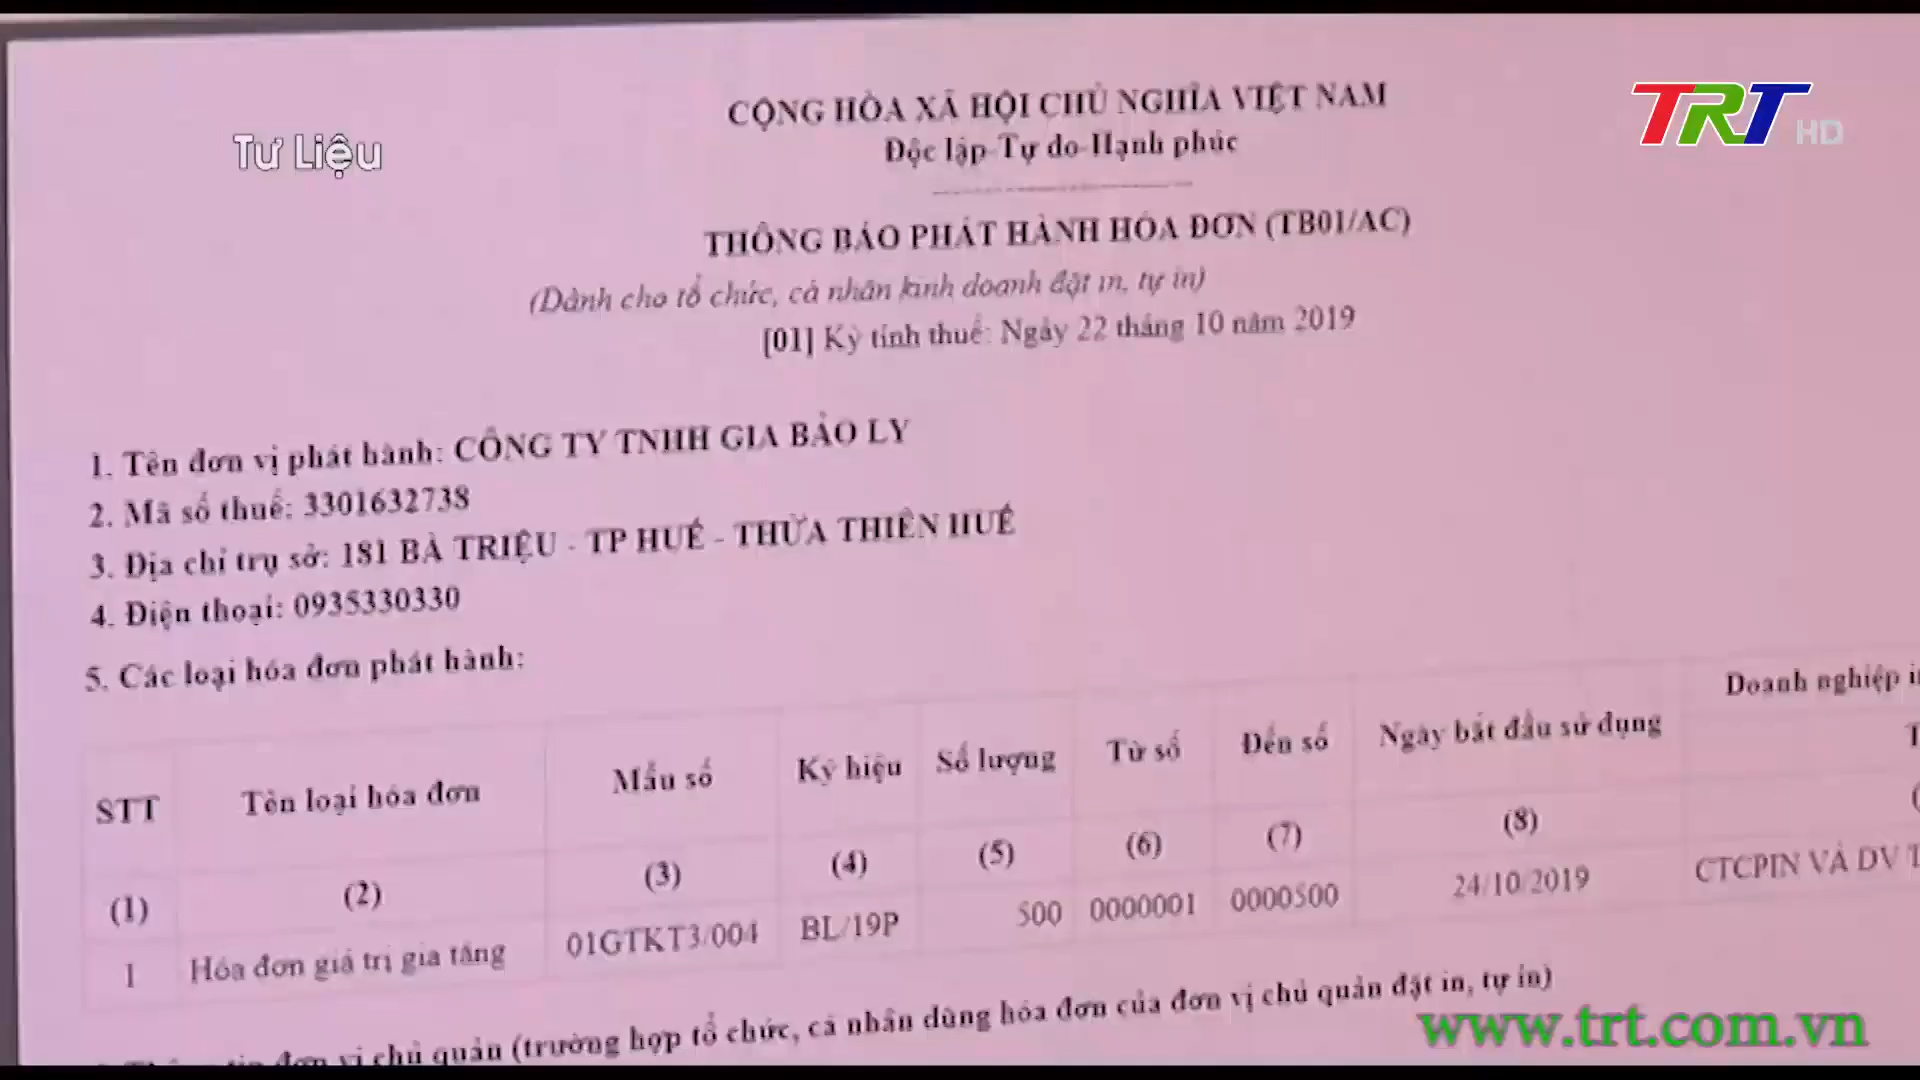 CỘNG HÒA XÃ HỘI CHỦ NGHĨA VIỆT NAM
TRT HD
Tư Liệu
Độc lập-Tự do-Hạnh phúc
THÔNG BÁO PHÁT HÀNH HÓA ĐƠN (TB01/AC)
(Dành cho tổ chức, cá nhân kinh doanh đặt in, tự in)
[01] Kỳ tính thuế: Ngày 22 tháng 10 năm 2019
1. Tên đơn vị phát hành: CÔNG TY TNHH GIA BẢO LY
2. Mã số thuế: 3301632738
3. Địa chỉ trụ sở: 181 BÀ TRIỆU - TP HUẾ - THỪA THIÊN HUẾ
4. Điện thoại: 0935330330
5. Các loại hóa đơn phát hành:
STT Tên loại hóa đơn Mẫu số Ký hiệu Số lượng Từ số Đến số Ngày bắt đầu sử dụng Doanh nghiệp
(1) (2) (3) (4) (5) (6) (7) (8)
1 Hóa đơn giá trị gia tăng 01GTKT3/004 BL/19P 500 0000001 0000500 24/10/2019 CTCPIN VÀ DV
đơn vị chủ quản (trường hợp tổ chức, cá nhân dùng hóa đơn của đơn vị chủ quản đặt in, tự in)
www.trt.com.vn